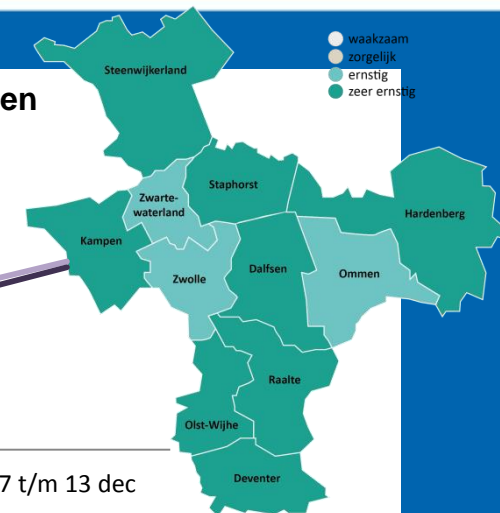 waakzaam
zorgelijk
ernstig
zeer ernstig
en
Steenwijkerland
Zwarte-
waterland
Staphorst
Hardenberg
Kampen
Zwolle
Dalfsen
Ommen
Raalte
Olst-Wijhe
Deventer
7 t/m 13 dec